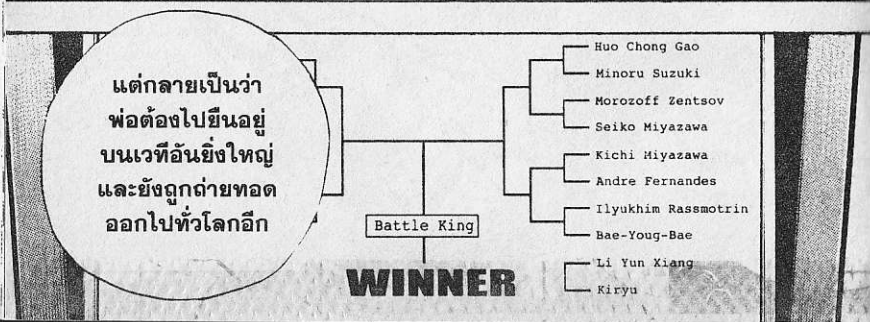 แต่กลายเป็นว่า
พ่อต้องไปยืนอยู่
บนเวทีอันยิ่งใหญ่
และยังถูกถ่ายทอด
ออกไปทั่วโลกอีก
Huo Chong Gao
Minoru Suzuki
Morozoff Zentsov
Seiko Miyazawa
Kichi Miyazawa
Andre Fernandes
Ilyukhim Rassmotrin
Bae-Youg-Bae
Li Yun Xiang
Kiryu
Battle King
WINNER